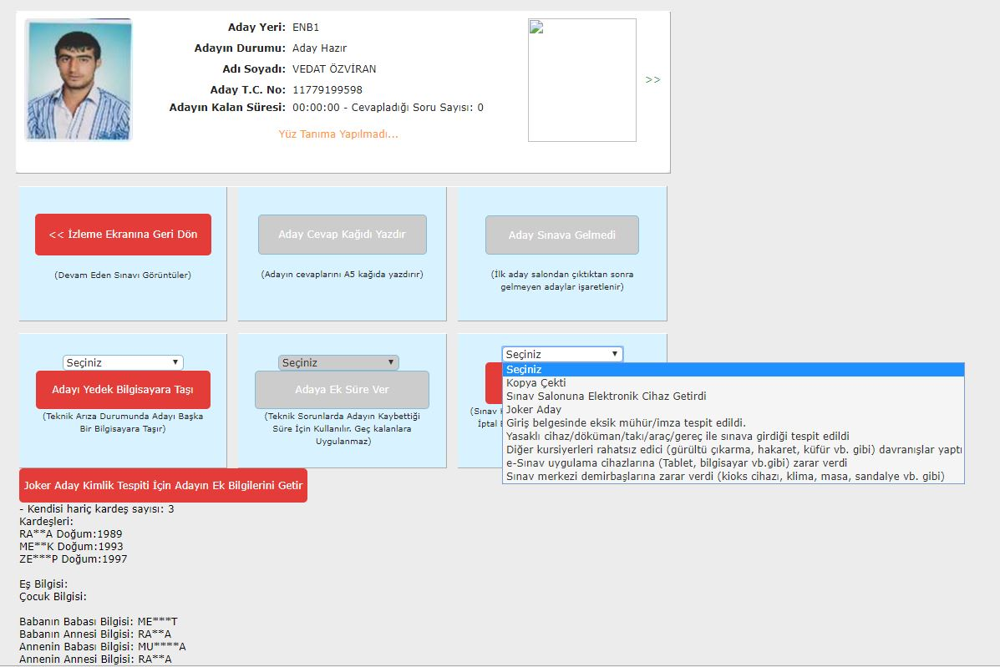 Aday Yeri: ENB1
Adayın Durumu: Aday Hazır
Adı Soyadı: VEDAT ÖZVİRAN
Aday T.C. No: 11779199598
Adayın Kalan Süresi: 00:00:00 - Cevapladığı Soru Sayısı: 0
Yüz Tanıma Yapılmadı...
>>
<< İzleme Ekranına Geri Dön
(Devam Eden Sınavı Görüntüler)
Aday Cevap Kağıdı Yazdır
(Adayın cevaplarını A5 kağıda yazdırır)
Aday Sınava Gelmedi
(İlk aday salondan çıktıktan sonra
gelmeyen adaylar işaretlenir)
Seçiniz
Adayı Yedek Bilgisayara Taşı
(Teknik Arıza Durumunda Adayı Başka
Bir Bilgisayara Taşır)
Seçiniz
Adaya Ek Süre Ver
(Teknik Sorunlarda Adayın Kaybettiği
Süre İçin Kullanılır. Geç kalanlara
Uygulanmaz)
Seçiniz
(Sınav
İptal
Seçiniz
Kopya Çekti
Sınav Salonuna Elektronik Cihaz Getirdi
Joker Aday
Giriş belgesinde eksik mühür/imza tespit edildi.
Yasaklı cihaz/döküman/takı/araç/gereç ile sınava girdiği tespit edildi
Diğer kursiyerleri rahatsız edici (gürültü çıkarma, hakaret, küfür vb. gibi) davranışlar yaptı
e-Sınav uygulama cihazlarına (Tablet, bilgisayar vb.gibi) zarar verdi
Sınav merkezi demirbaşlarına zarar verdi (kioks cihazı, klima, masa, sandalye vb. gibi)
Joker Aday Kimlik Tespiti İçin Adayın Ek Bilgilerini Getir
- Kendisi hariç kardeş sayısı: 3
Kardeşleri:
RA**A Doğum:1989
ME**K Doğum:1993
ZE***P Doğum:1997
Eş Bilgisi:
Çocuk Bilgisi:
Babanın Babası Bilgisi: ME***T
Babanın Annesi Bilgisi: RA**A
Annenin Babası Bilgisi: MU****A
Annenin Annesi Bilgisi: RA**A